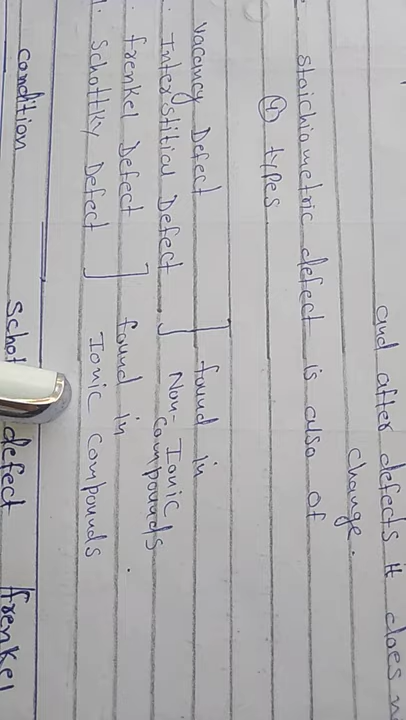 and after defects it does
change.
stoichiometric defect is also of
④ types
Vacancy Defect
Interstitial Defect ] found in Non-Ionic compounds
Frenkel Defect
Schottky Defect ] found in Ionic compounds.
condition defect frenkel